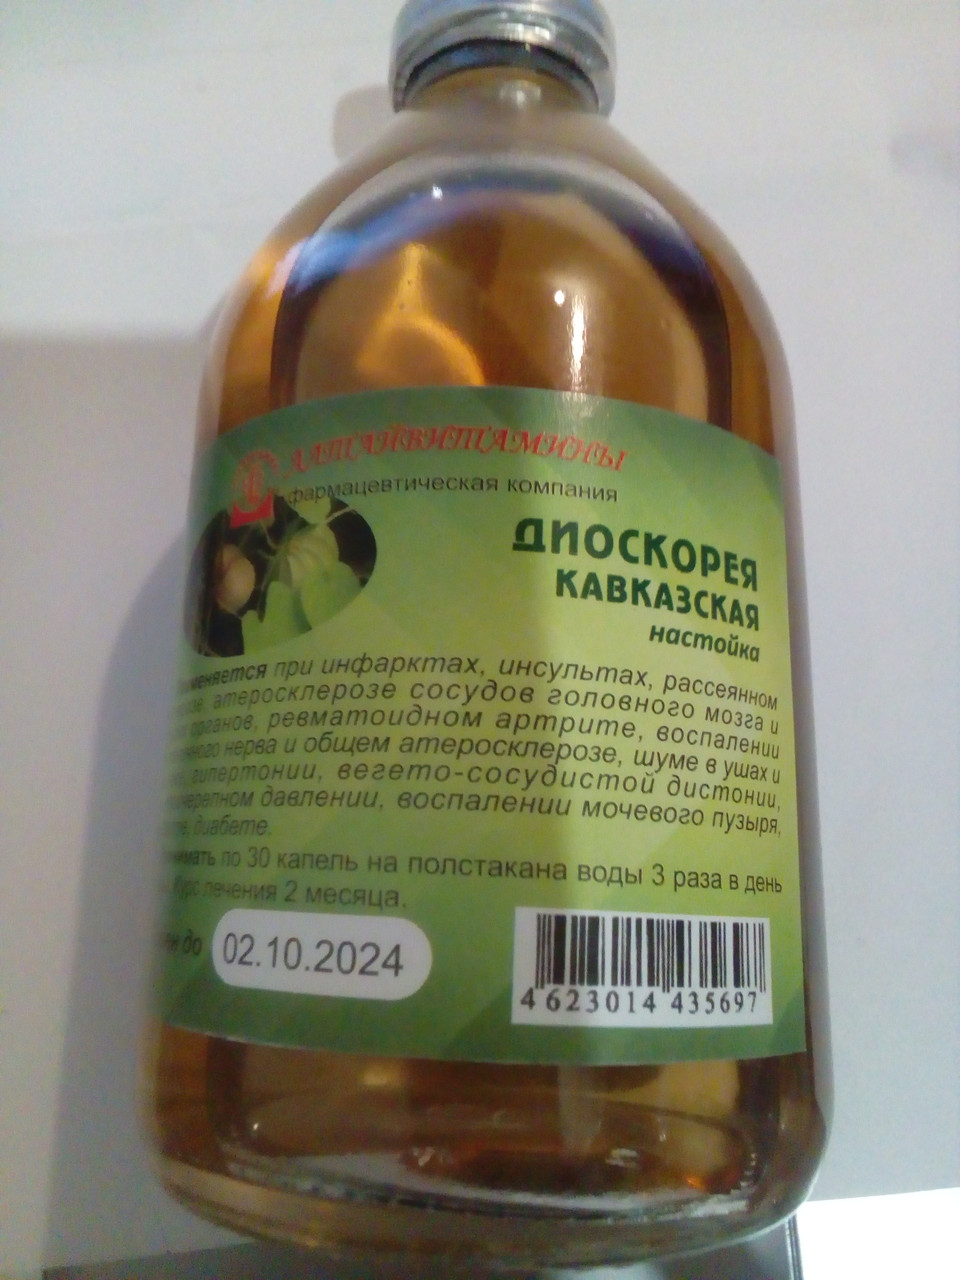 АЛТАЙВИТАМИНЫ
фармацевтическая компания
ДИОСКОРЕЯ
КАВКАЗСКАЯ
настойка
при инфарктах, инсультах, рассеянном
атеросклерозе сосудов головного мозга и
органов, ревматоидном артрите, воспалении
нерва и общем атеросклерозе, шуме в ушах и
гипертонии, вегето-сосудистой дистонии,
давлении, воспалении мочевого пузыря,
диабете.
по 30 капель на полстакана воды 3 раза в день
Курс лечения 2 месяца.
до 02.10.2024
4 623014 435697